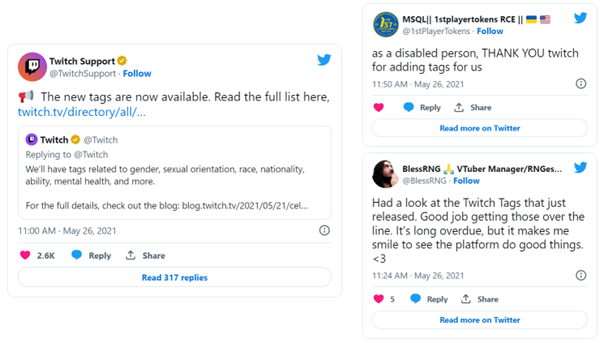 Twitch Support
@TwitchSupport · Follow
The new tags are now available. Read the full list here,
twitch.tv/directory/all/...
Twitch @Twitch
Replying to @Twitch
We'll have tags related to gender, sexual orientation, race, nationality,
ability, mental health, and more.
For the full details, check out the blog: blog.twitch.tv/2021/05/21/cel...
11:00 AM · May 26, 2021
2.6K Reply Share
Read 317 replies
MSQL|| 1stplayertokens RCE ||
@1stPlayerTokens · Follow
as a disabled person, THANK YOU twitch
for adding tags for us
11:50 AM · May 26, 2021
Reply Share
Read more on Twitter
BlessRNG 🙏 VTuber Manager/RNGes...
@BlessRNG · Follow
Had a look at the Twitch Tags that just
released. Good job getting those over the
line. It's long overdue, but it makes me
smile to see the platform do good things.
<3
11:24 AM · May 26, 2021
5 Reply Share
Read more on Twitter